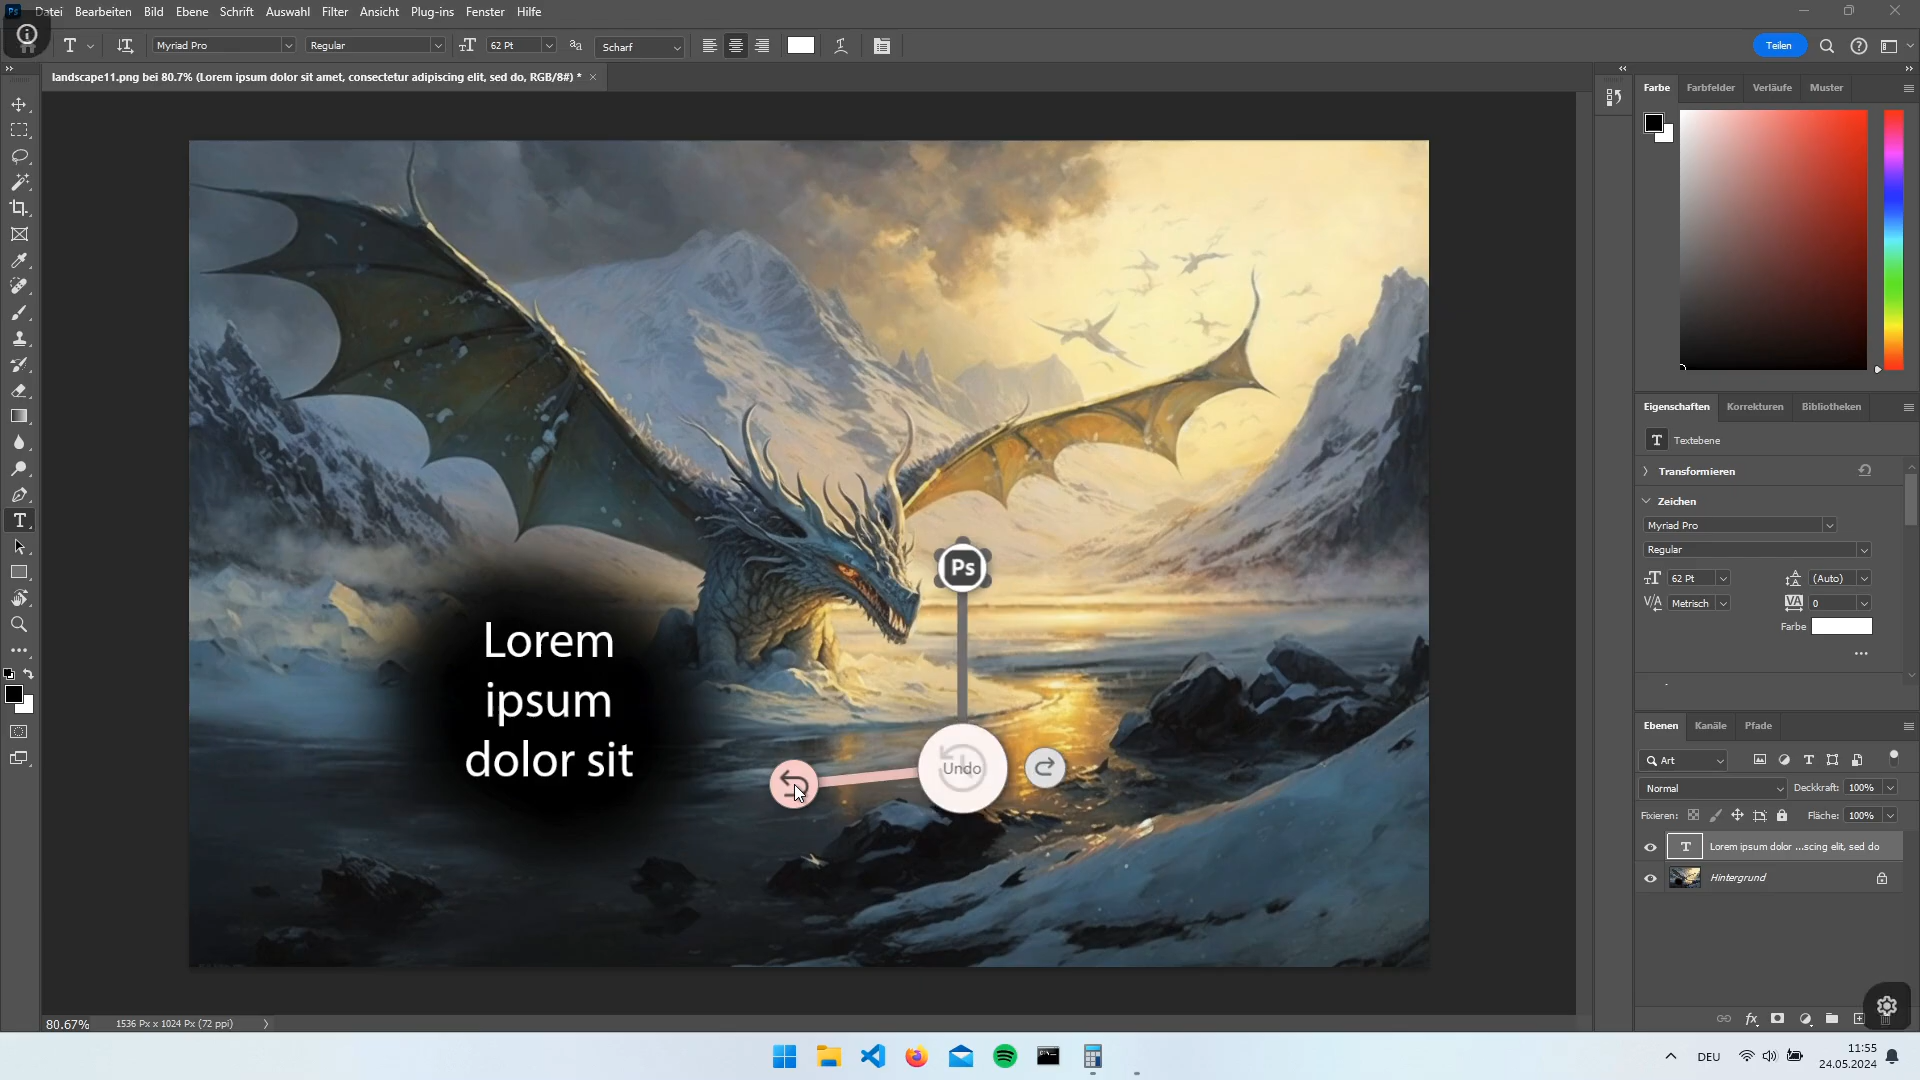 Ps Datei Bearbeiten Bild Ebene Schrift Auswahl Filter Ansicht Plug-ins Fenster Hilfe
Myriad Pro Regular 62 Pt Scharf Teilen
landscape11.png bei 80.7% (Lorem ipsum dolor sit amet, consectetur adipiscing elit, sed do, RGB/8#) * ×
Farbe Farbfelder Verläufe Muster
Eigenschaften Korrekturen Bibliotheken
Textebene
Transformieren
Zeichen
Myriad Pro
Regular
62 Pt (Auto)
Metrisch 0
Farbe
Ps
Lorem
ipsum
dolor sit
Undo
Ebenen Kanäle Pfade
Art
Normal Deckkraft: 100%
Fixieren: Fläche: 100%
Lorem ipsum dolor ...scing elit, sed do
Hintergrund
fx
80.67% 1536 Px x 1024 Px (72 ppi)
DEU 11:55
24.05.2024